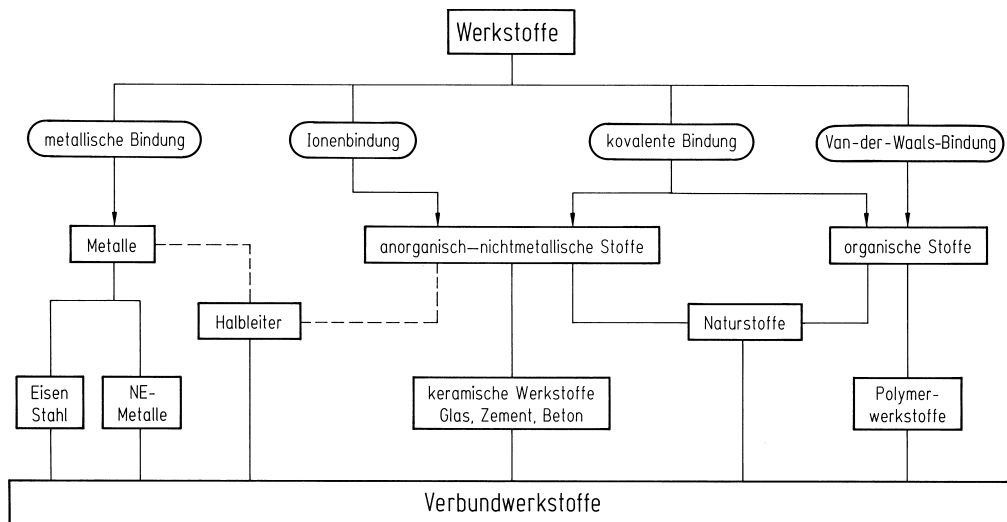 Werkstoffe
metallische Bindung
Ionenbindung
kovalente Bindung
Van-der-Waals-Bindung
Metalle
anorganisch–nichtmetallische Stoffe
organische Stoffe
Halbleiter
Naturstoffe
Eisen
Stahl
NE-
Metalle
keramische Werkstoffe
Glas, Zement, Beton
Polymer-
werkstoffe
Verbundwerkstoffe